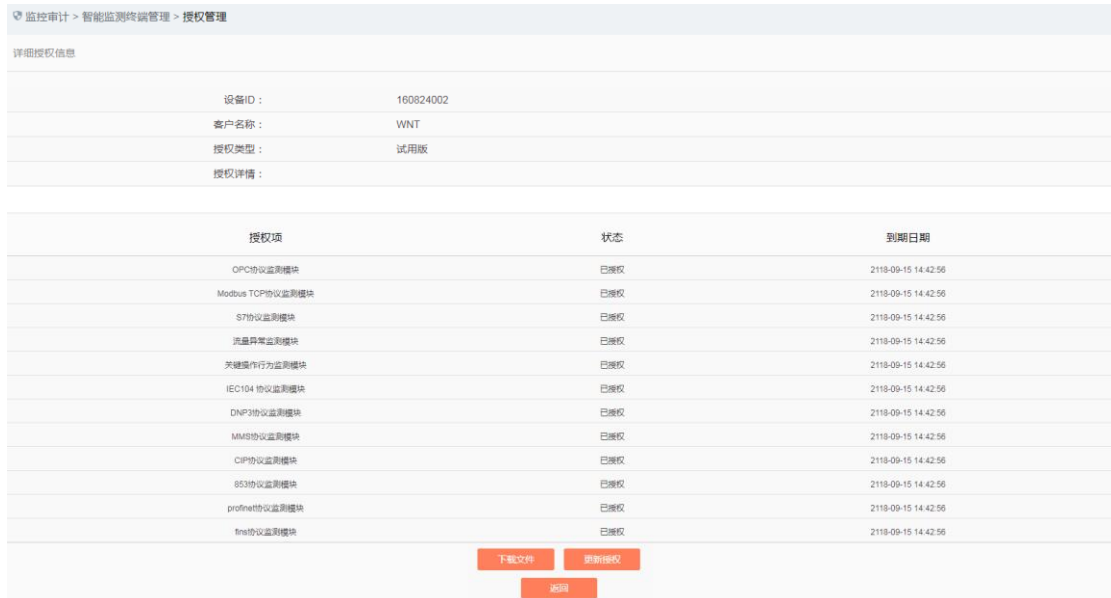 监控审计 > 智能监测终端管理 > 授权管理
详细授权信息
设备ID： 160824002
客户名称： WNT
授权类型： 试用版
授权详情：
授权项 状态 到期日期
OPC协议监测模块 已授权 2118-09-15 14:42:56
Modbus TCP协议监测模块 已授权 2118-09-15 14:42:56
S7协议监测模块 已授权 2118-09-15 14:42:56
流量异常监测模块 已授权 2118-09-15 14:42:56
关键操作行为监测模块 已授权 2118-09-15 14:42:56
IEC104 协议监测模块 已授权 2118-09-15 14:42:56
DNP3协议监测模块 已授权 2118-09-15 14:42:56
MMS协议监测模块 已授权 2118-09-15 14:42:56
CIP协议监测模块 已授权 2118-09-15 14:42:56
853协议监测模块 已授权 2118-09-15 14:42:56
profinet协议监测模块 已授权 2118-09-15 14:42:56
fins协议监测模块 已授权 2118-09-15 14:42:56
下载文件 更新授权
返回